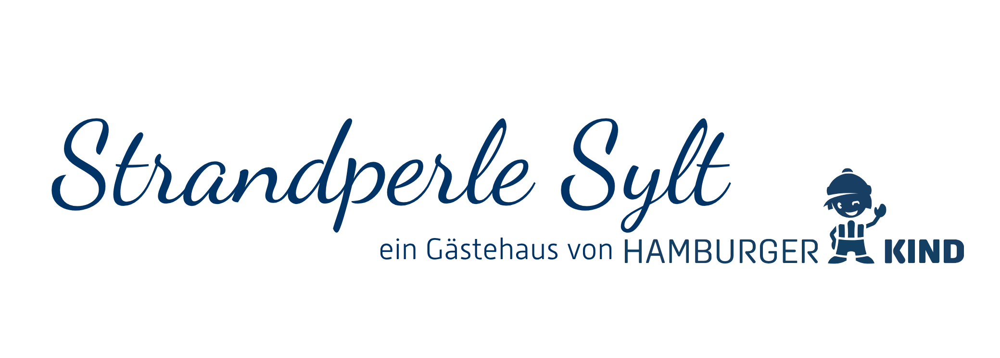 Strandperle Sylt
ein Gästehaus von HAMBURGER KIND